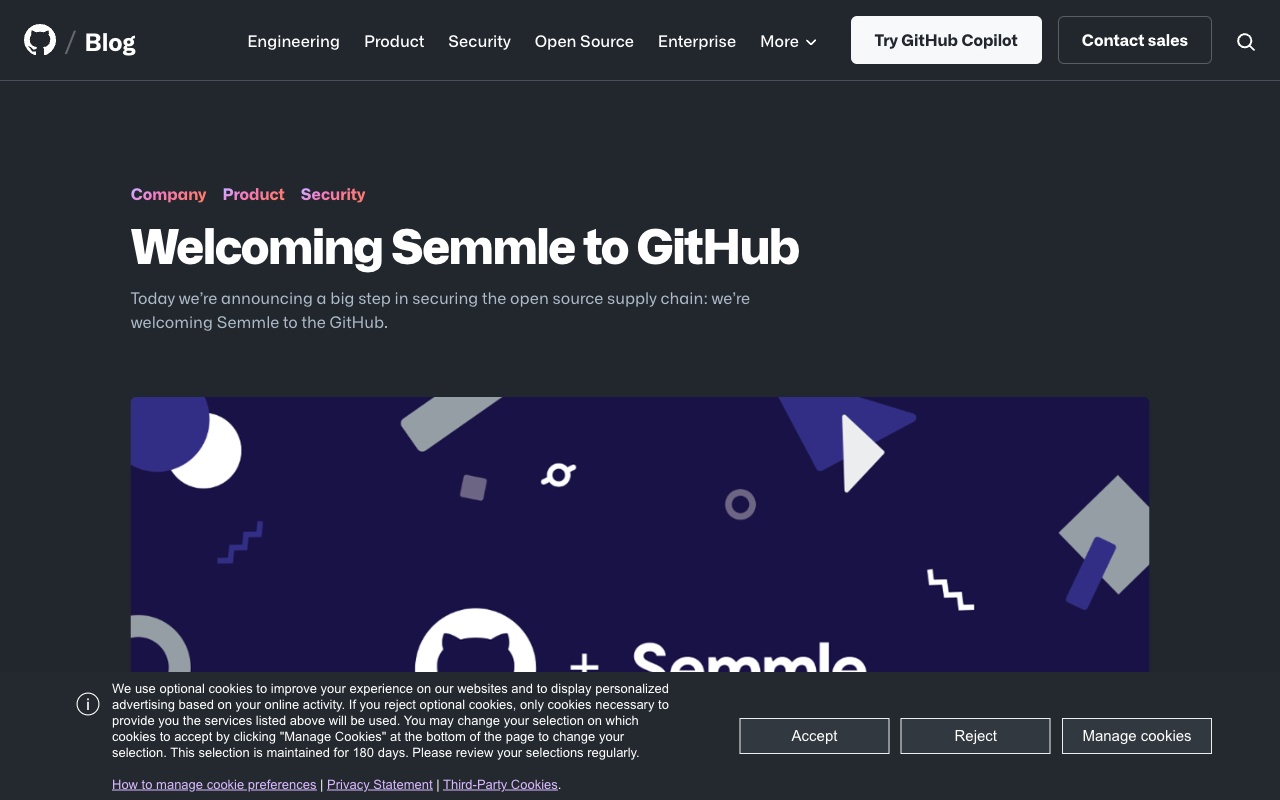 / Blog
Engineering Product Security Open Source Enterprise More Try GitHub Copilot Contact sales
Company Product Security
Welcoming Semmle to GitHub
Today we're announcing a big step in securing the open source supply chain: we're
welcoming Semmle to the GitHub.
+ Semmle
We use optional cookies to improve your experience on our websites and to display personalized
advertising based on your online activity. If you reject optional cookies, only cookies necessary to
provide you the services listed above will be used. You may change your selection on which
cookies to accept by clicking "Manage Cookies" at the bottom of the page to change your
selection. This selection is maintained for 180 days. Please review your selections regularly.
How to manage cookie preferences | Privacy Statement | Third-Party Cookies.
Accept Reject Manage cookies